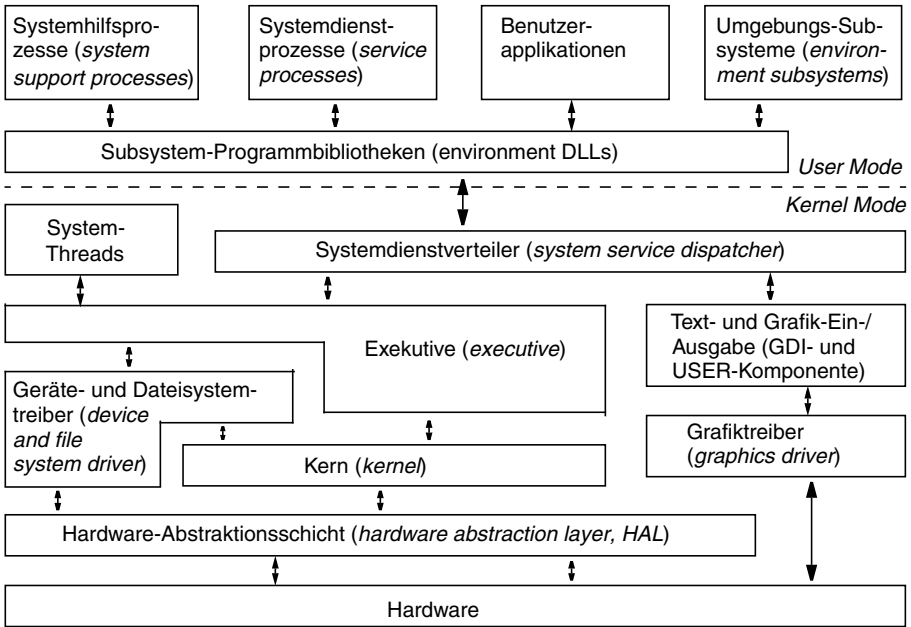 Systemhilfspro-
zesse (system
support processes)
Systemdienst-
prozesse (service
processes)
Benutzer-
applikationen
Umgebungs-Sub-
systeme (environ-
ment subsystems)
Subsystem-Programmbibliotheken (environment DLLs)
User Mode
Kernel Mode
System-
Threads
Systemdienstverteiler (system service dispatcher)
Exekutive (executive)
Text- und Grafik-Ein-/
Ausgabe (GDI- und
USER-Komponente)
Geräte- und Dateisystem-
treiber (device
and file
system driver)
Kern (kernel)
Grafiktreiber
(graphics driver)
Hardware-Abstraktionsschicht (hardware abstraction layer, HAL)
Hardware